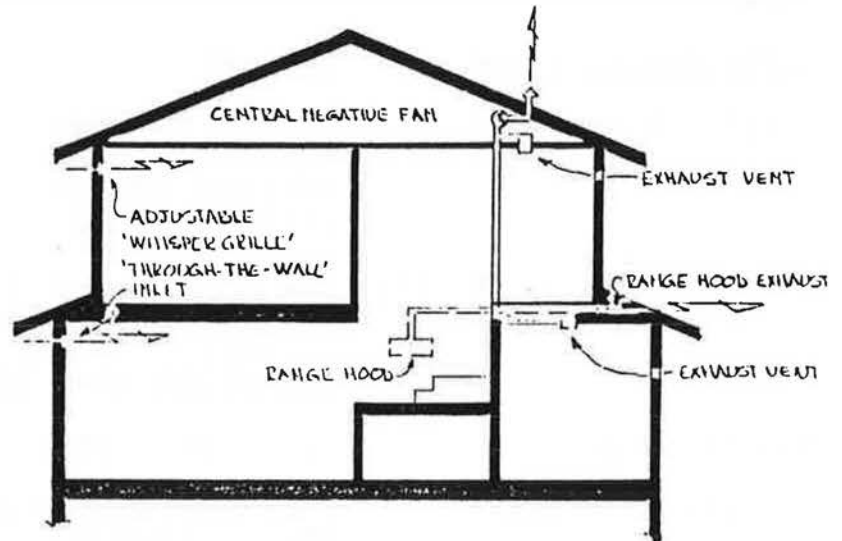 CENTRAL NEGATIVE FAN
EXHAUST VENT
ADJUSTABLE
'WHISPER GRILLE'
'THROUGH-THE-WALL'
INLET
RANGE HOOD EXHAUST
RANGE HOOD
EXHAUST VENT